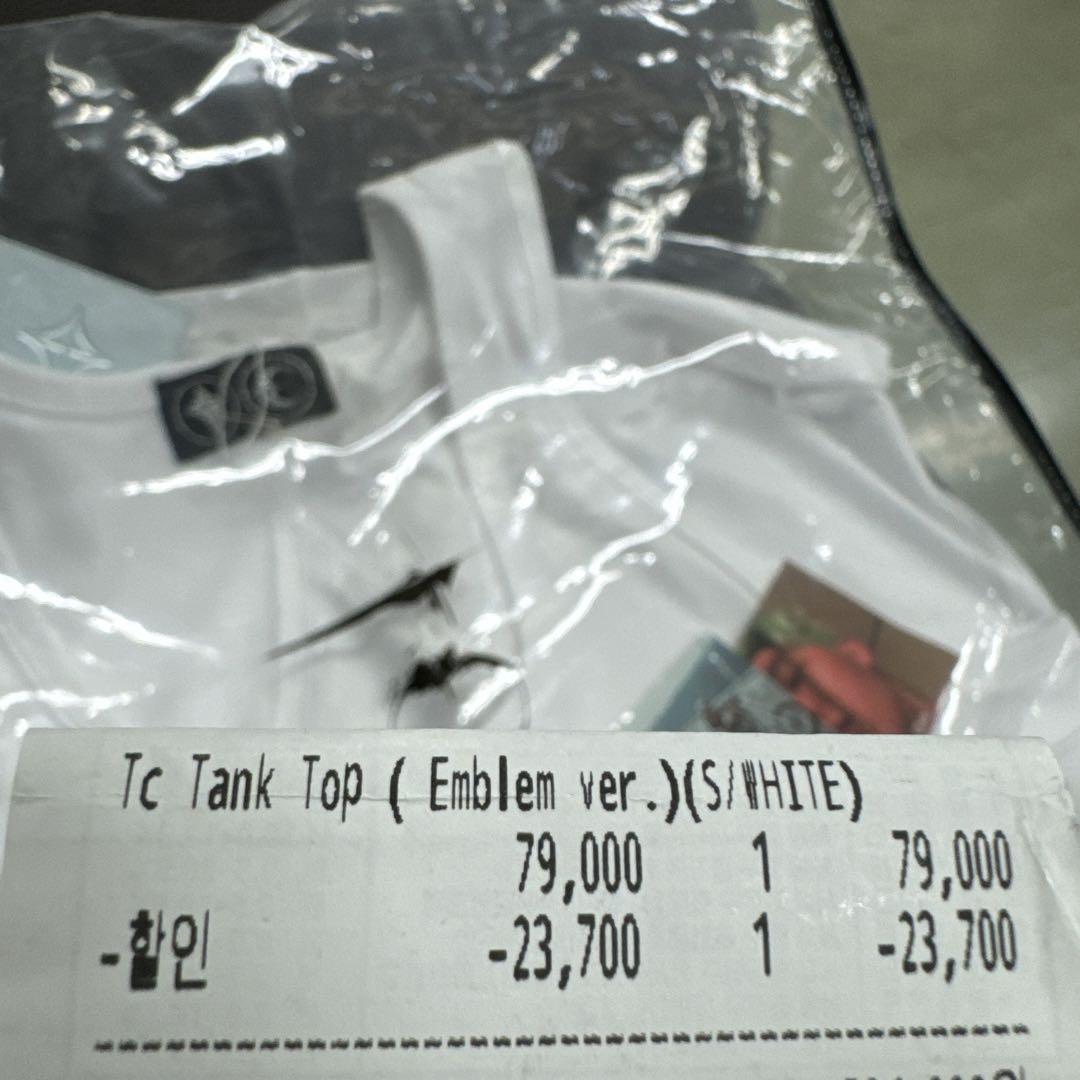 Tc Tank Top ( Emblem ver.)(S/WHITE)
79,000 1 79,000
-할인 -23,700 1 -23,700